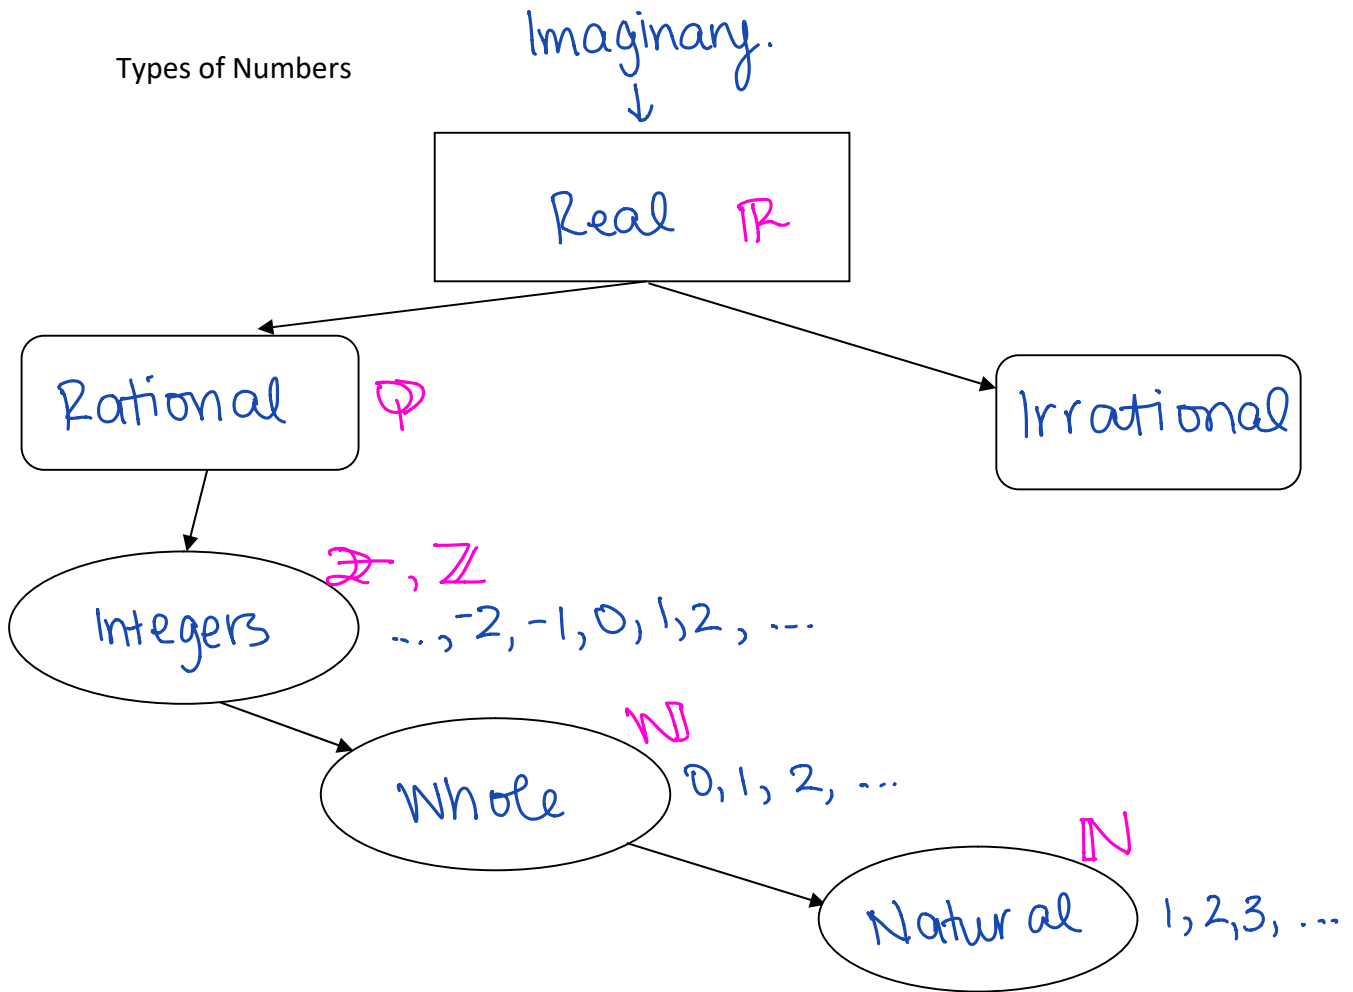 Imaginary.
Types of Numbers
↓
Real ℝ
Rational ℚ
Irrational
ℤ
Integers
..., -2, -1, 0, 1, 2, ...
Whole
0, 1, 2, ...
ℕ
Natural 1, 2, 3, ...